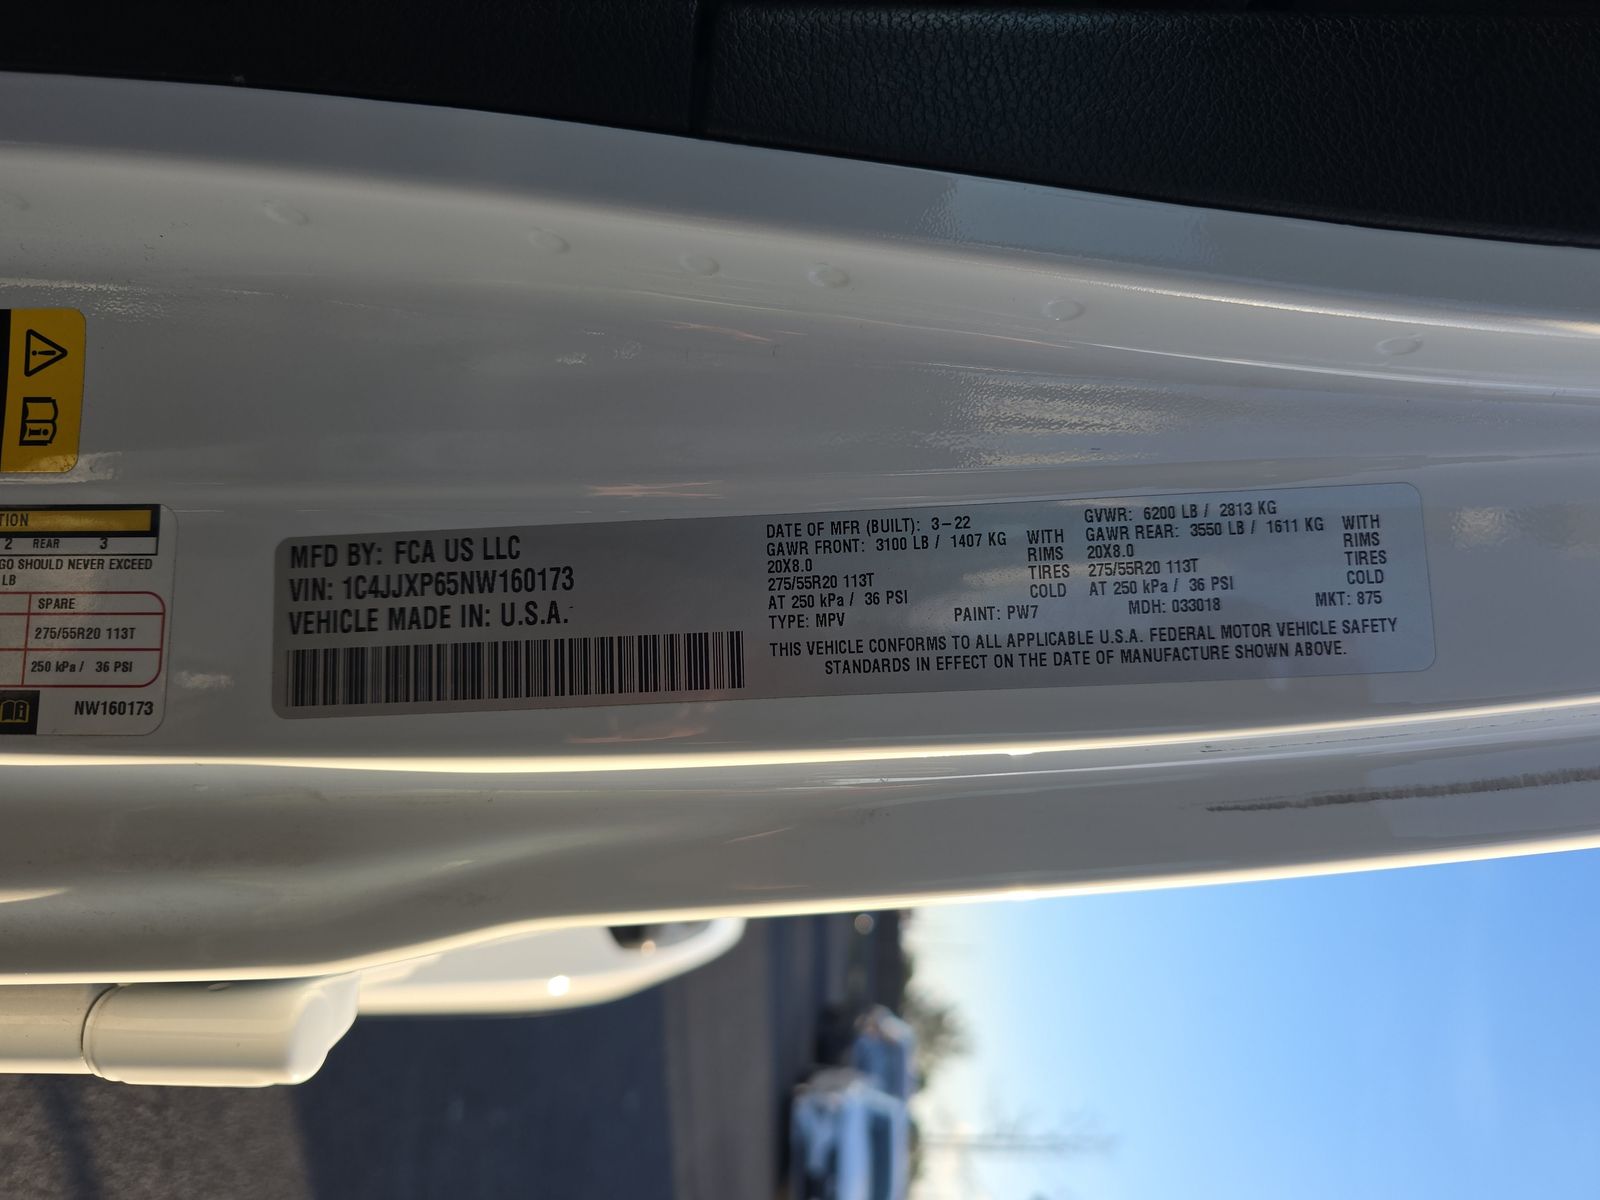 TION
2 REAR 3
GO SHOULD NEVER EXCEED
LB
SPARE
275/55R20 113T
250 kPa / 36 PSI
NW160173
MFD BY: FCA US LLC
VIN: 1C4JJXP65NW160173
VEHICLE MADE IN: U.S.A.
DATE OF MFR (BUILT): 3-22
GAWR FRONT: 3100 LB / 1407 KG WITH
20X8.0 RIMS
275/55R20 113T TIRES
AT 250 kPa / 36 PSI COLD
TYPE: MPV PAINT: PW7
GVWR: 6200 LB / 2813 KG
GAWR REAR: 3550 LB / 1611 KG WITH
20X8.0 RIMS
275/55R20 113T TIRES
AT 250 kPa / 36 PSI COLD
MDH: 033018 MKT: 875
THIS VEHICLE CONFORMS TO ALL APPLICABLE U.S.A. FEDERAL MOTOR VEHICLE SAFETY
STANDARDS IN EFFECT ON THE DATE OF MANUFACTURE SHOWN ABOVE.